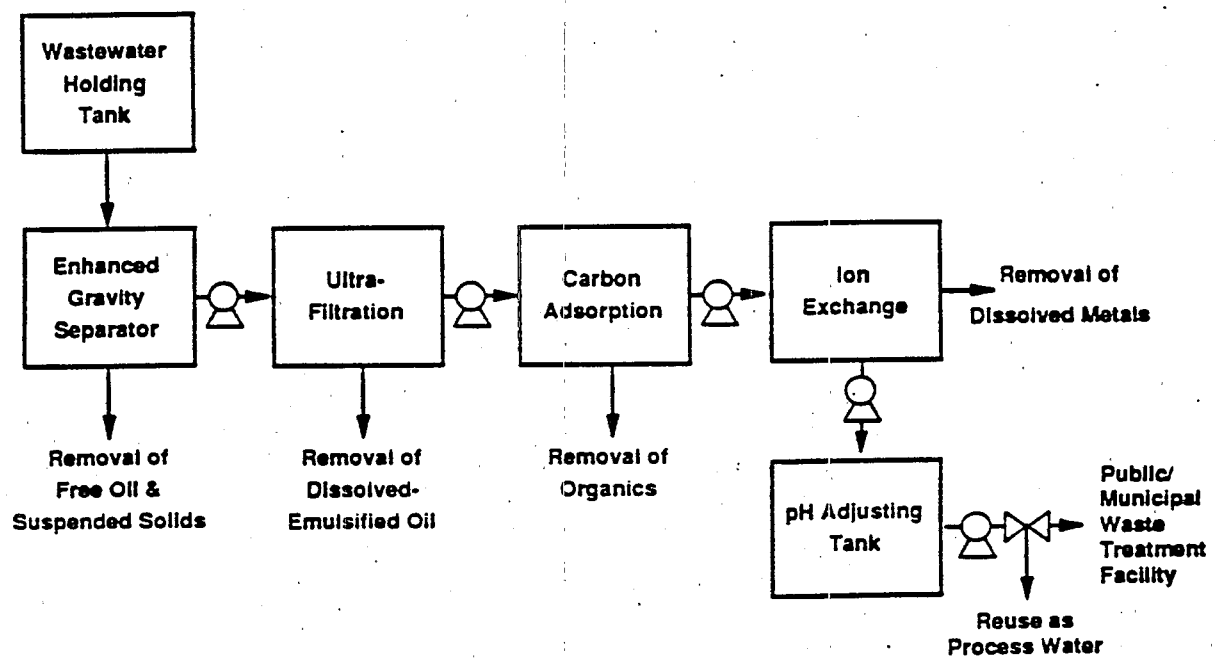 Wastewater
Holding
Tank
Enhanced
Gravity
Separator
Ultra-
Filtration
Carbon
Adsorption
Ion
Exchange
Removal of
Dissolved Metals
Removal of
Free Oil &
Suspended Solids
Removal of
Dissolved-
Emulsified Oil
Removal of
Organics
pH Adjusting
Tank
Public/
Municipal
Waste
Treatment
Facility
Reuse as
Process Water